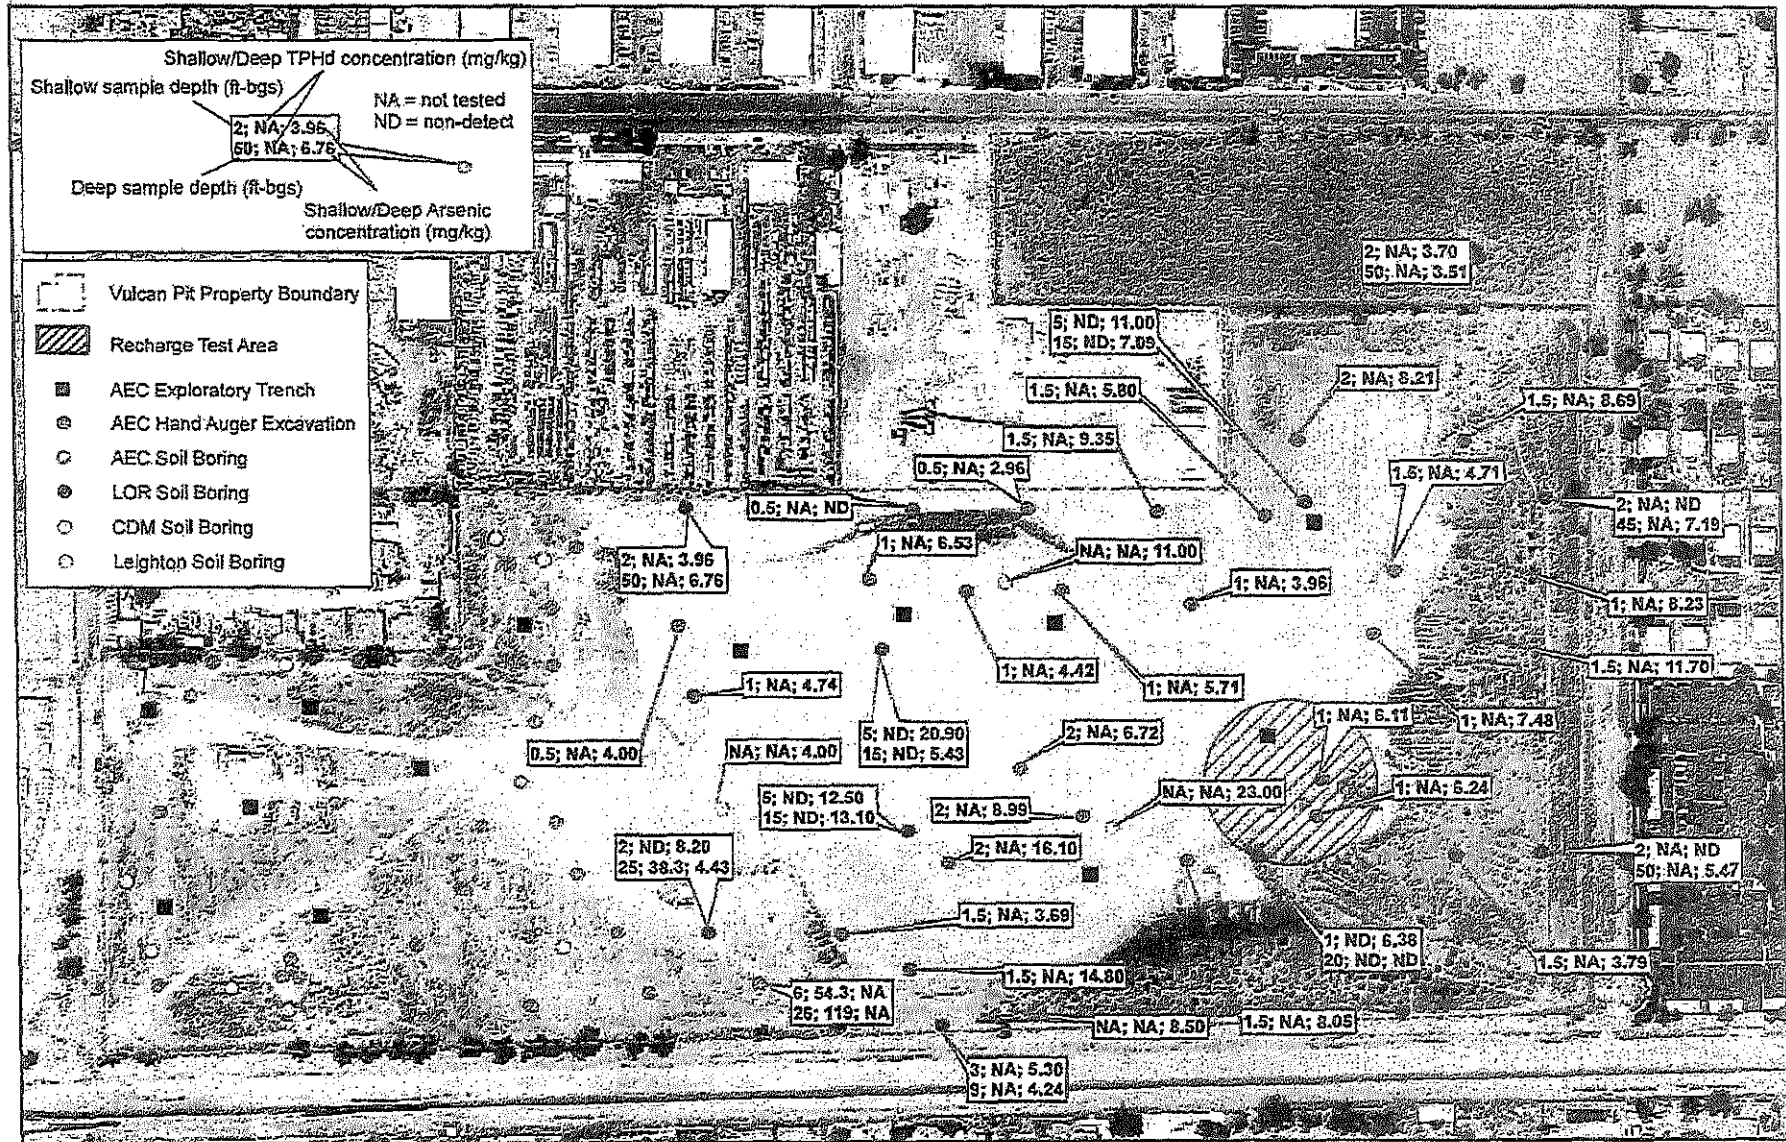 Shallow/Deep TPHd concentration (mg/kg)
Shallow sample depth (ft-bgs)
NA = not tested
ND = non-detect
2; NA; 3.96
50; NA; 6.76
Deep sample depth (ft-bgs)
Shallow/Deep Arsenic
concentration (mg/kg)
Vulcan Pit Property Boundary
Recharge Test Area
AEC Exploratory Trench
AEC Hand Auger Excavation
AEC Soil Boring
LOR Soil Boring
CDM Soil Boring
Leighton Soil Boring
2; NA; 3.70
50; NA; 3.51
5; ND; 11.00
15; ND; 7.09
2; NA; 8.21
1.5; NA; 5.80
1.5; NA; 8.69
1.5; NA; 9.35
0.5; NA; 2.96
1.5; NA; 4.71
0.5; NA; ND
2; NA; ND
45; NA; 7.19
1; NA; 6.53
NA; NA; 11.00
2; NA; 3.96
50; NA; 6.76
1; NA; 3.96
1; NA; 8.23
1; NA; 4.42
1.5; NA; 11.70
1; NA; 4.74
1; NA; 5.71
1; NA; 6.11
1; NA; 7.48
0.5; NA; 4.00
NA; NA; 4.00
5; ND; 20.90
15; ND; 5.43
2; NA; 6.72
5; ND; 12.50
15; ND; 13.10
2; NA; 8.99
NA; NA; 23.00
1; NA; 6.24
2; ND; 8.20
25; 38.3; 4.43
2; NA; 16.10
2; NA; ND
50; NA; 5.47
1.5; NA; 3.69
1; ND; 6.38
20; ND; ND
1.5; NA; 3.79
1.5; NA; 14.80
6; 54.3; NA
25; 119; NA
NA; NA; 8.50
1.5; NA; 8.05
3; NA; 5.30
9; NA; 4.24